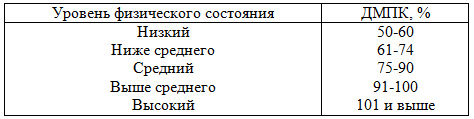 Уровень физического состояния ДМПК, %
Низкий 50-60
Ниже среднего 61-74
Средний 75-90
Выше среднего 91-100
Высокий 101 и выше